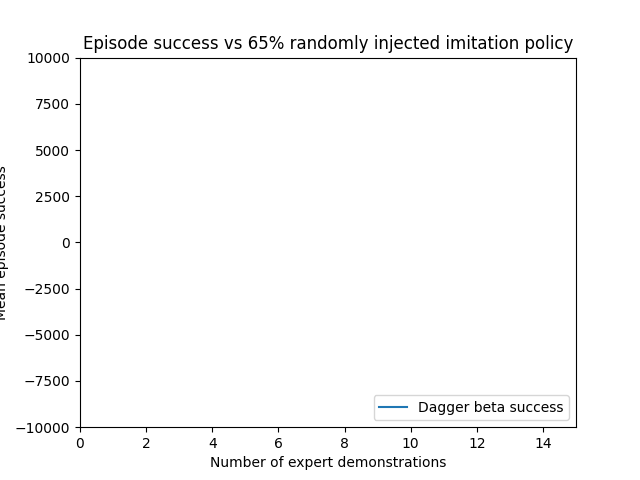 Episode success vs 65% randomly injected imitation policy
10000
7500
5000
2500
0
−2500
−5000
−7500
−10000
Mean episode success
Dagger beta success
0 2 4 6 8 10 12 14
Number of expert demonstrations